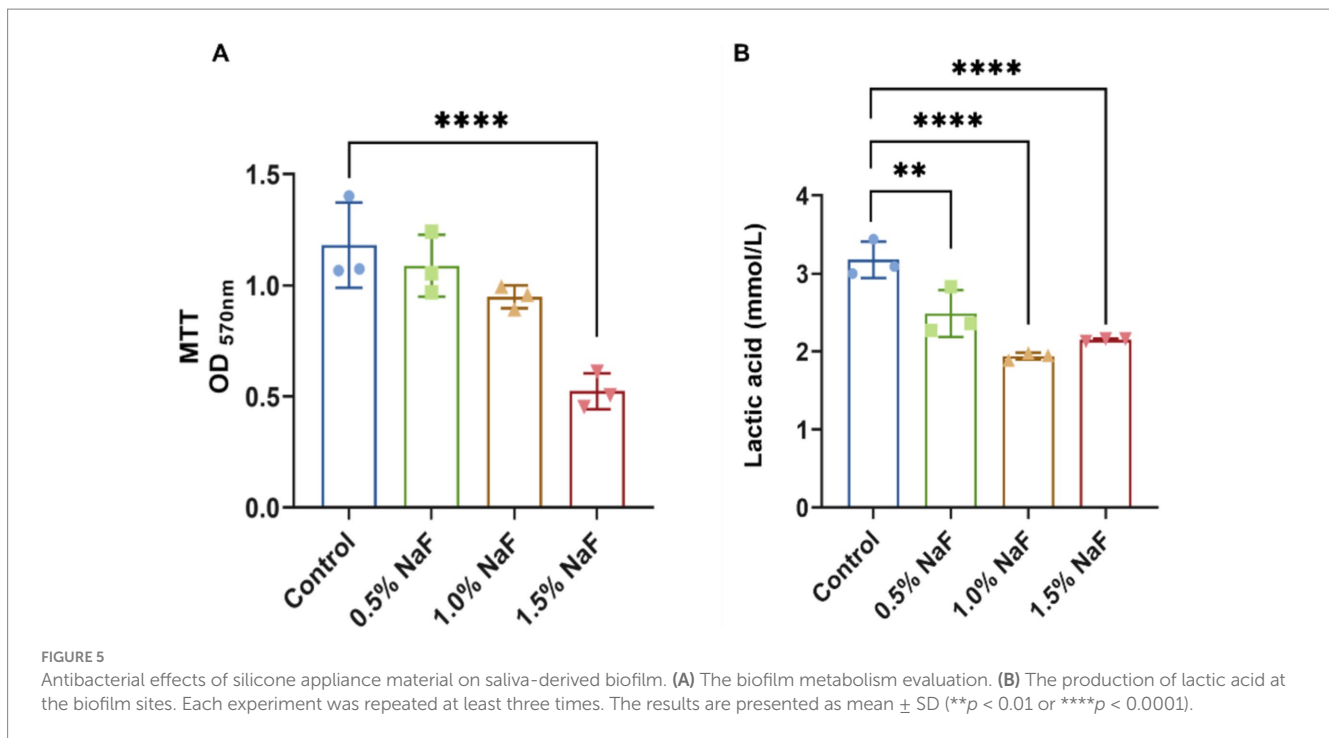 A
****
MTT
OD 570nm
1.5
1.0
0.5
0.0
Control
0.5% NaF
1.0% NaF
1.5% NaF
B
****
****
**
Lactic acid (mmol/L)
4
3
2
1
0
Control
0.5% NaF
1.0% NaF
1.5% NaF
FIGURE 5
Antibacterial effects of silicone appliance material on saliva-derived biofilm. (A) The biofilm metabolism evaluation. (B) The production of lactic acid at
the biofilm sites. Each experiment was repeated at least three times. The results are presented as mean ± SD (**p < 0.01 or ****p < 0.0001).